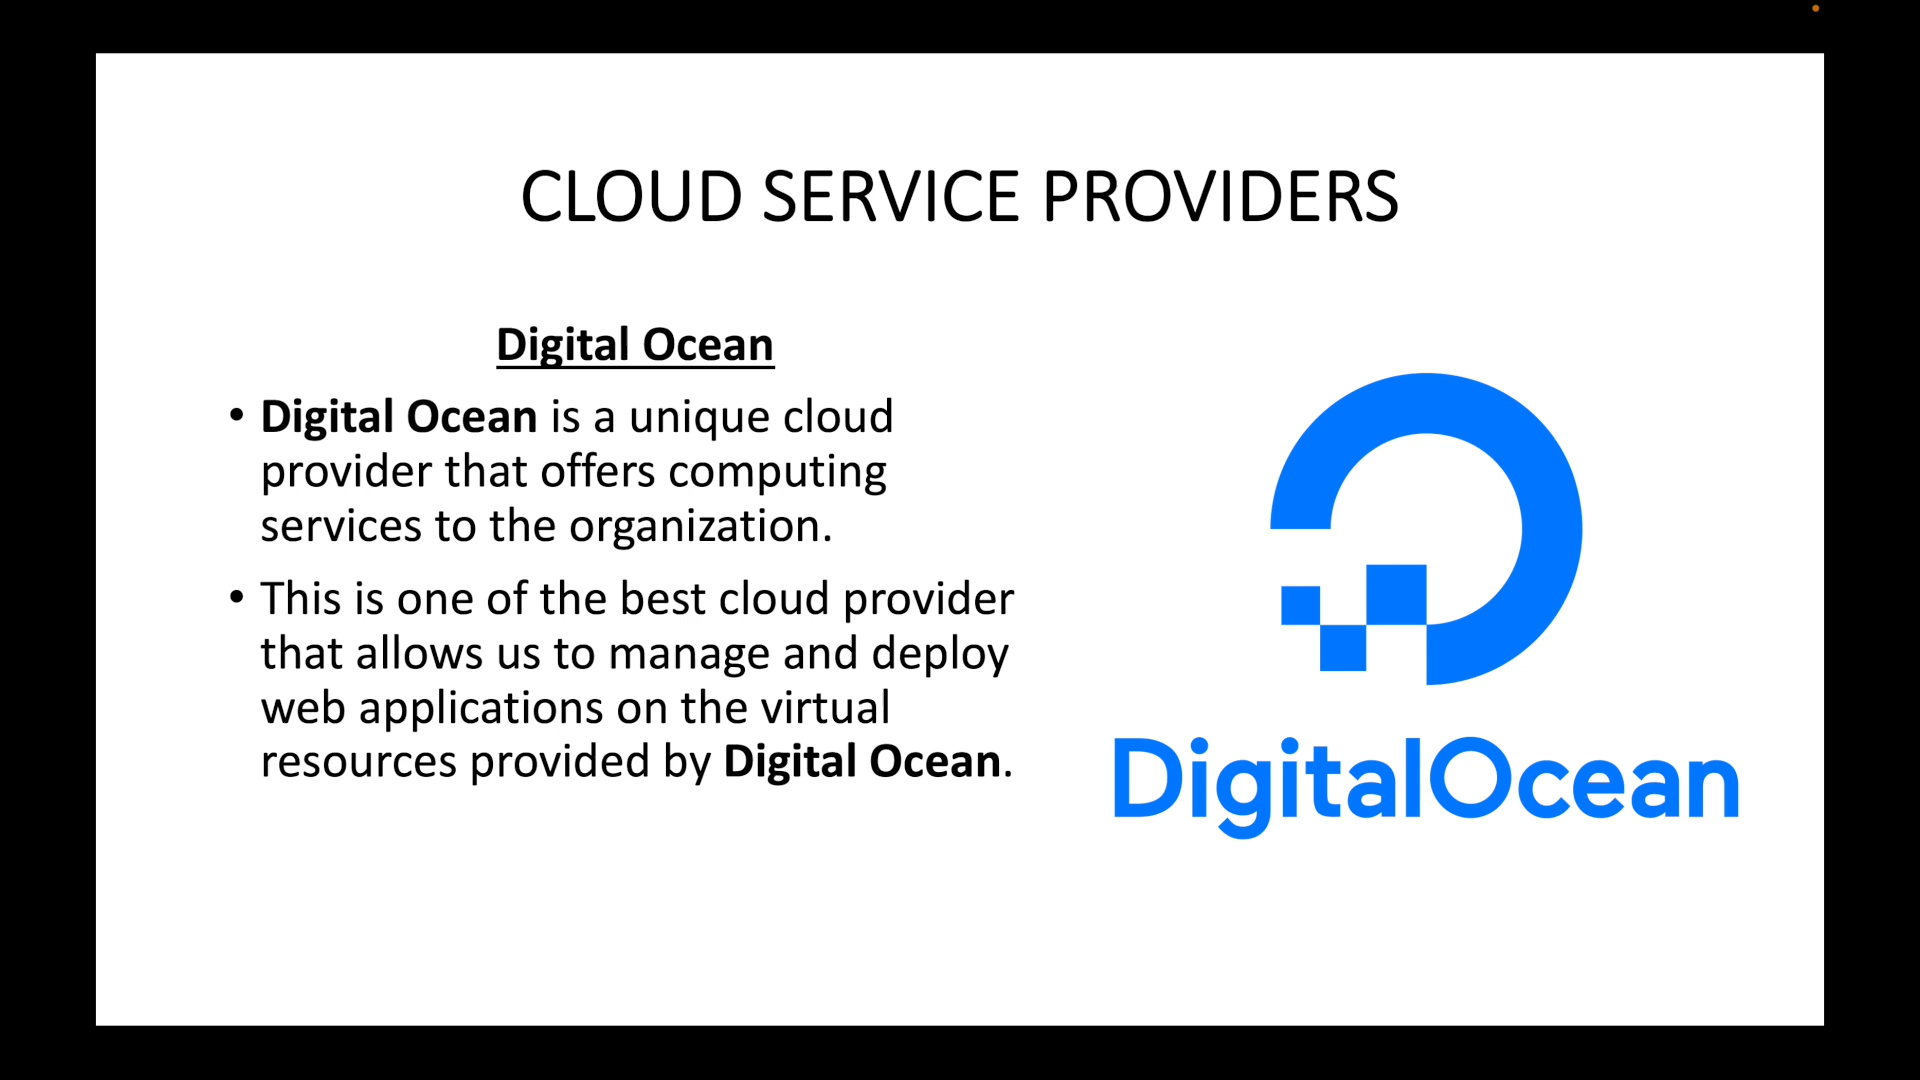 CLOUD SERVICE PROVIDERS
Digital Ocean
• Digital Ocean is a unique cloud
provider that offers computing
services to the organization.
• This is one of the best cloud provider
that allows us to manage and deploy
web applications on the virtual
resources provided by Digital Ocean.
DigitalOcean